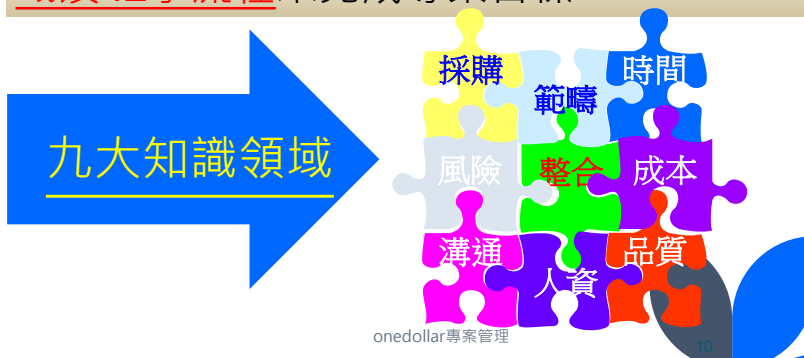 九大知識領域
採購
範疇
時間
風險
整合
成本
溝通
人資
品質
onedollar專案管理
10